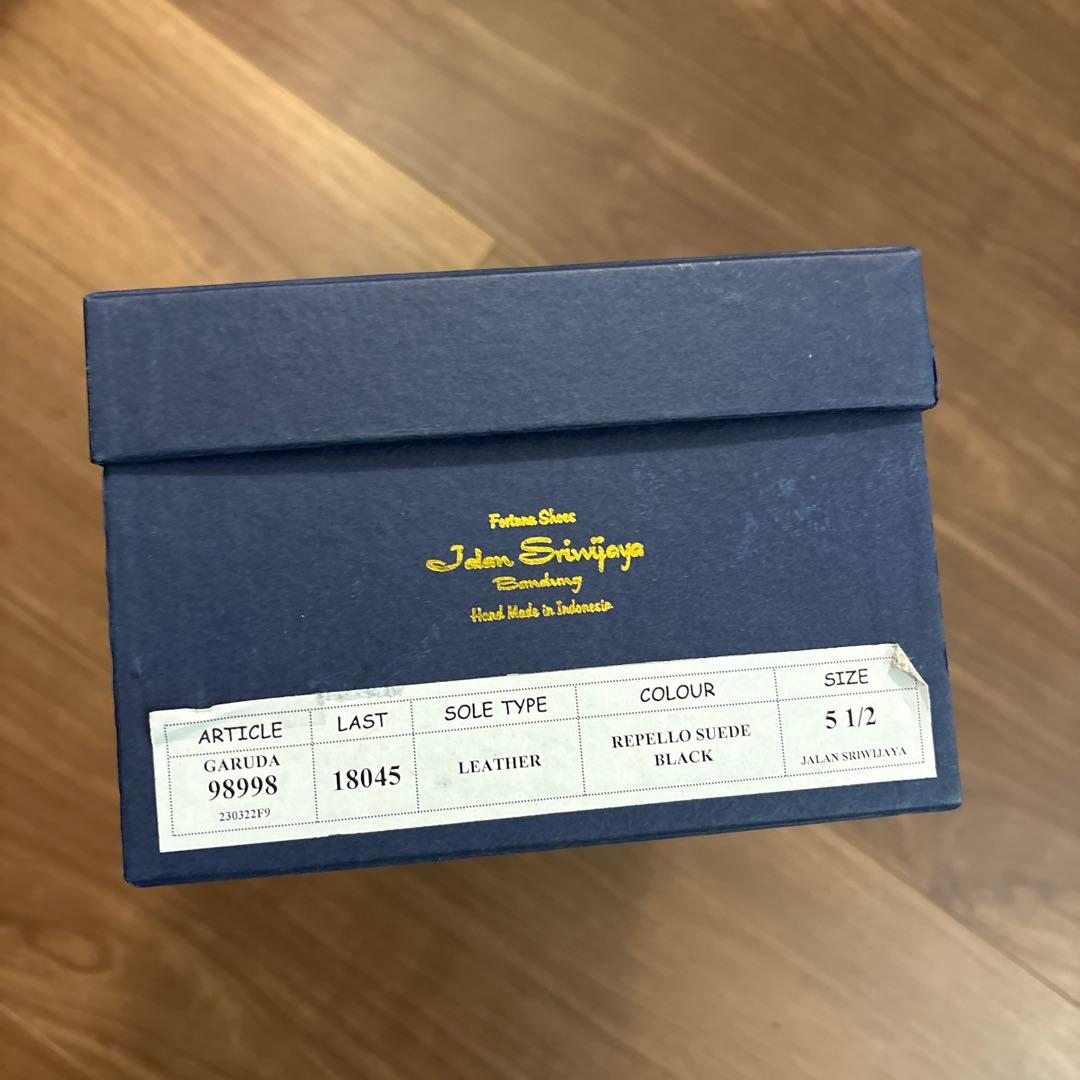 Fortuna Shoes
Jalan Sriwijaya
Bandung
Hand Made in Indonesia
ARTICLE LAST SOLE TYPE COLOUR SIZE
GARUDA
98998
230322F9
18045
LEATHER
REPELLO SUEDE
BLACK
5 1/2
JALAN SRIWIJAYA